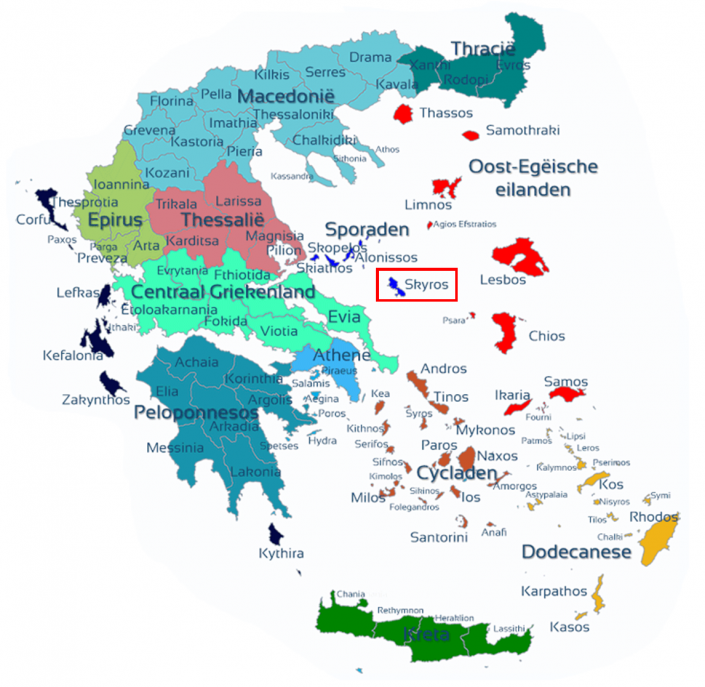 Thracië
Drama
Xanthi
Evros
Serres
Kilkis
Rodopi
Kavala
Pella
Macedonië
Florina
Thessaloniki
Thassos
Imathia
Grevena
Samothraki
Kastoria
Chalkidiki
Pieria
Athos
Sithonia
Kozani
Kassandra
Oost-Egëische
eilanden
Ioannina
Limnos
Thesprotia
Trikala
Larissa
Corfu
Epirus
Thessalië
Agios Efstratios
Paxos
Parga
Arta
Karditsa
Magnisia
Sporaden
Preveza
Pilion
Skopelos
Alonissos
Evrytania
Fthiotida
Skiathos
Lesbos
Skyros
Lefkas
Centraal Griekenland
Etoloakarnania
Evia
Psara
Ithaki
Fokida
Viotia
Chios
Kefalonia
Athene
Achaia
Piraeus
Andros
Korinthia
Salamis
Samos
Zakynthos
Elia
Argolis
Aegina
Kea
Tinos
Ikaria
Peloponnesos
Poros
Syros
Fourni
Arkadia
Kithnos
Mykonos
Messinia
Spetses
Hydra
Serifos
Paros
Patmos
Lipsi
Leros
Naxos
Lakonia
Sifnos
Cycladen
Kalymnos
Pserimos
Kimolos
Kos
Milos
Sikinos
Ios
Amorgos
Astypalaia
Nisyros
Symi
Folegandros
Tilos
Rhodos
Santorini
Anafi
Chalki
Kythira
Dodecanese
Karpathos
Chania
Rethymnon
Heraklion
Kasos
Kreta
Lassithi